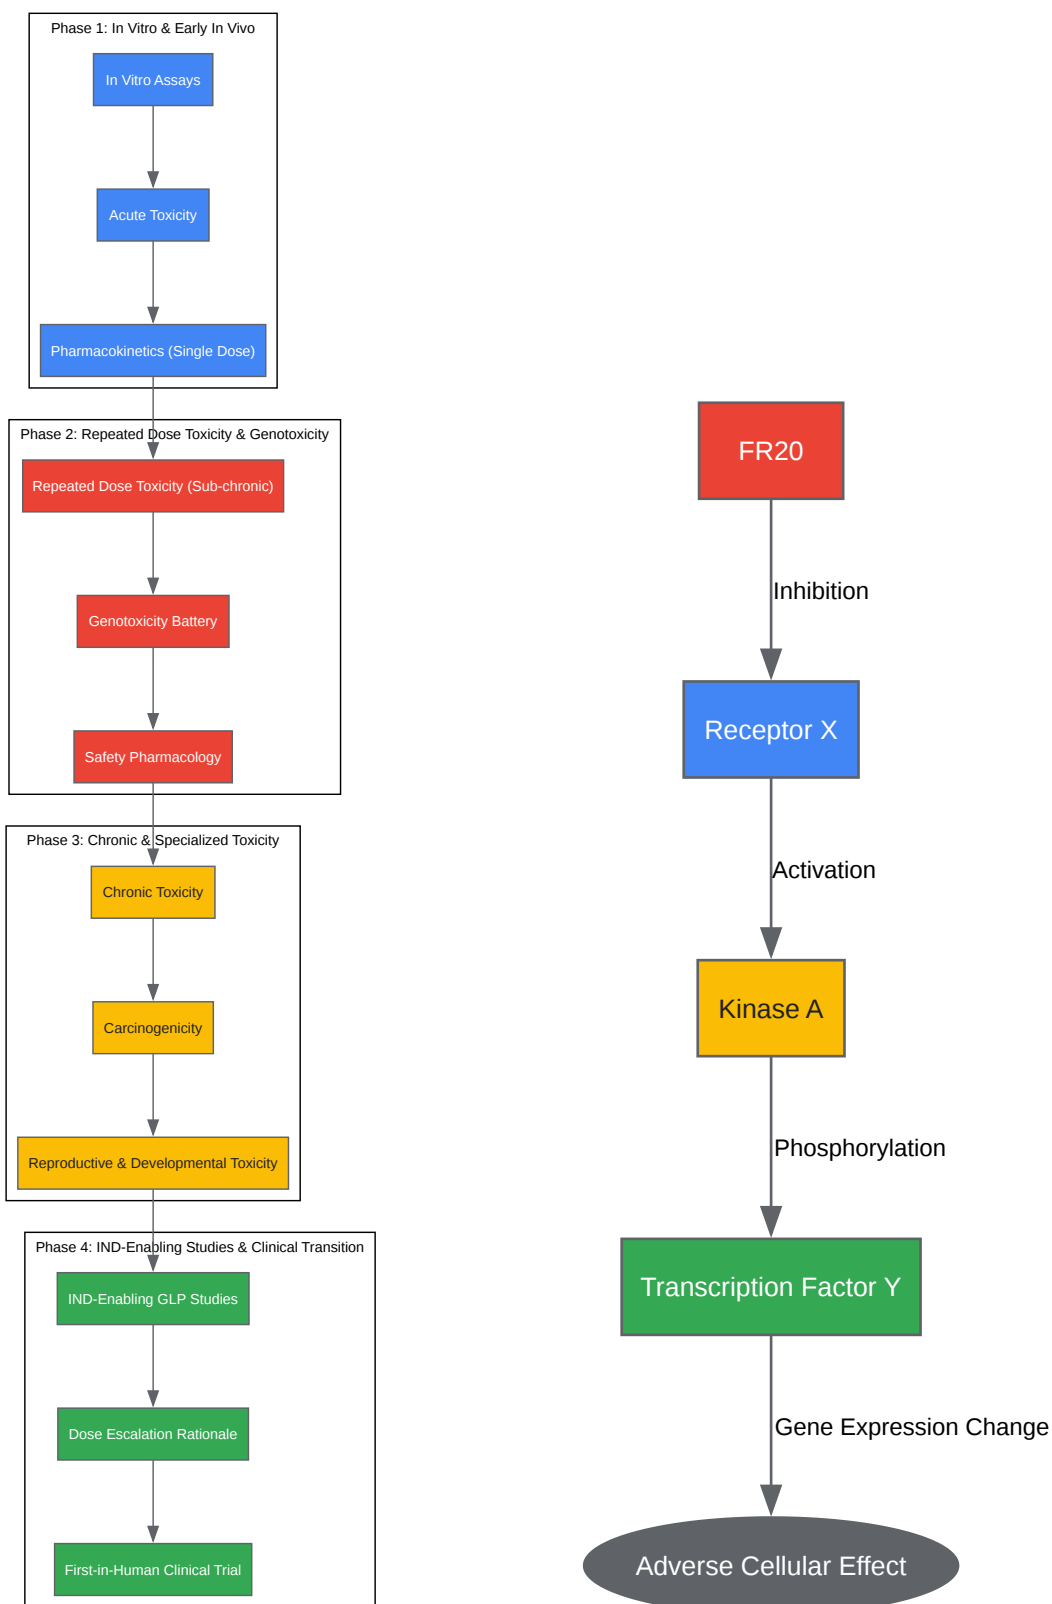 Phase 1: In Vitro & Early In Vivo
In Vitro Assays
Acute Toxicity
Pharmacokinetics (Single Dose)
Phase 2: Repeated Dose Toxicity & Genotoxicity
Repeated Dose Toxicity (Sub-chronic)
Genotoxicity Battery
Safety Pharmacology
Phase 3: Chronic & Specialized Toxicity
Chronic Toxicity
Carcinogenicity
Reproductive & Developmental Toxicity
Phase 4: IND-Enabling Studies & Clinical Transition
IND-Enabling GLP Studies
Dose Escalation Rationale
First-in-Human Clinical Trial
FR20
Inhibition
Receptor X
Activation
Kinase A
Phosphorylation
Transcription Factor Y
Gene Expression Change
Adverse Cellular Effect